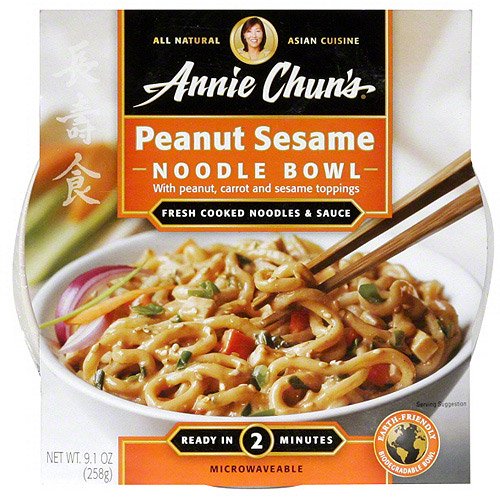 ALL NATURAL ASIAN CUISINE
Annie Chun's®
長
壽
食
Peanut Sesame
NOODLE BOWL
With peanut, carrot and sesame toppings
FRESH COOKED NOODLES & SAUCE
Serving Suggestion
EARTH-FRIENDLY
BIODEGRADABLE BOWL
READY IN 2 MINUTES
NET WT. 9.1 OZ
(258g)
MICROWAVEABLE